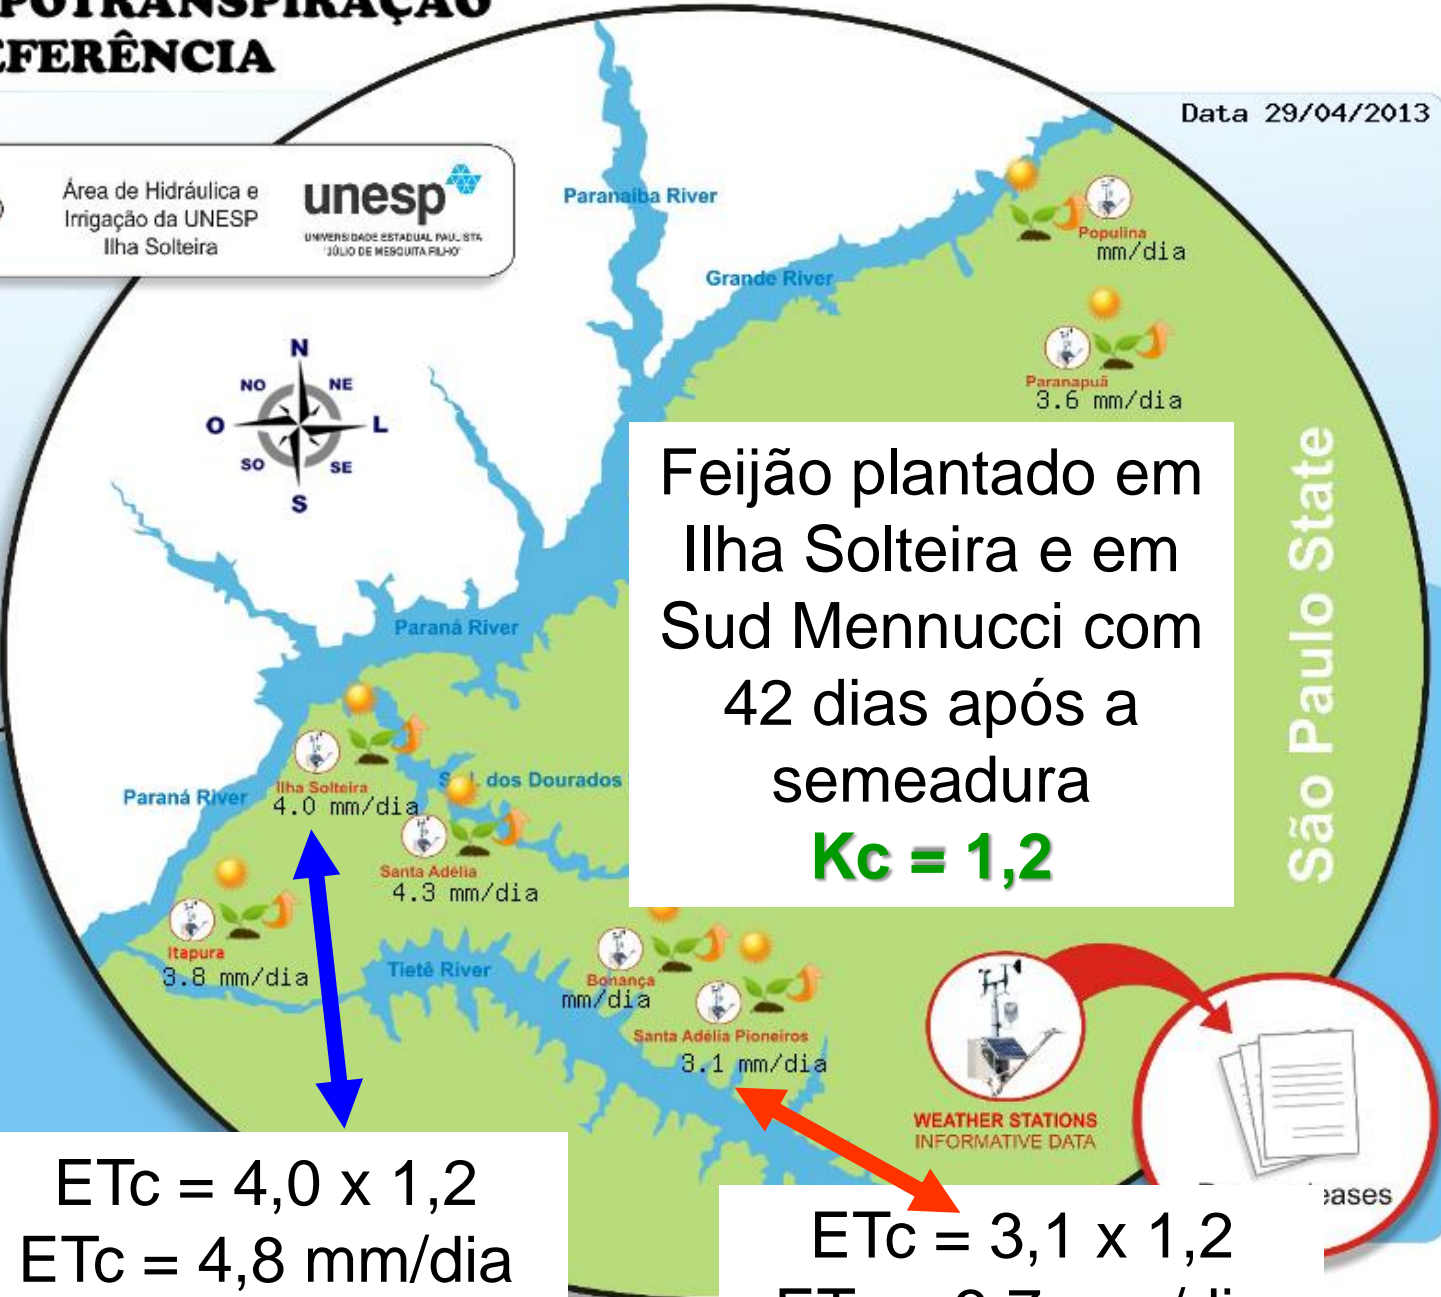 Data 29/04/2013
Área de Hidráulica e
Irrigação da UNESP
Ilha Solteira
unesp
UNIVERSIDADE ESTADUAL PAULISTA
"JÚLIO DE MESQUITA FILHO"
Paranaiba River
Populina
mm/dia
Grande River
N
NO
NE
O
L
SO
SE
S
Paranapuã
3.6 mm/dia
Feijão plantado em
Ilha Solteira e em
Sud Mennucci com
42 dias após a
semeadura
Kc = 1,2
São Paulo State
Paraná River
Paraná River
Ilha Solteira
4.0 mm/dia
dos Dourados
Santa Adélia
4.3 mm/dia
Itapura
3.8 mm/dia
Tietê River
Bonança
mm/dia
Santa Adélia Pioneiros
3.1 mm/dia
WEATHER STATIONS
INFORMATIVE DATA
ETc = 4,0 x 1,2
ETc = 4,8 mm/dia
ETc = 3,1 x 1,2